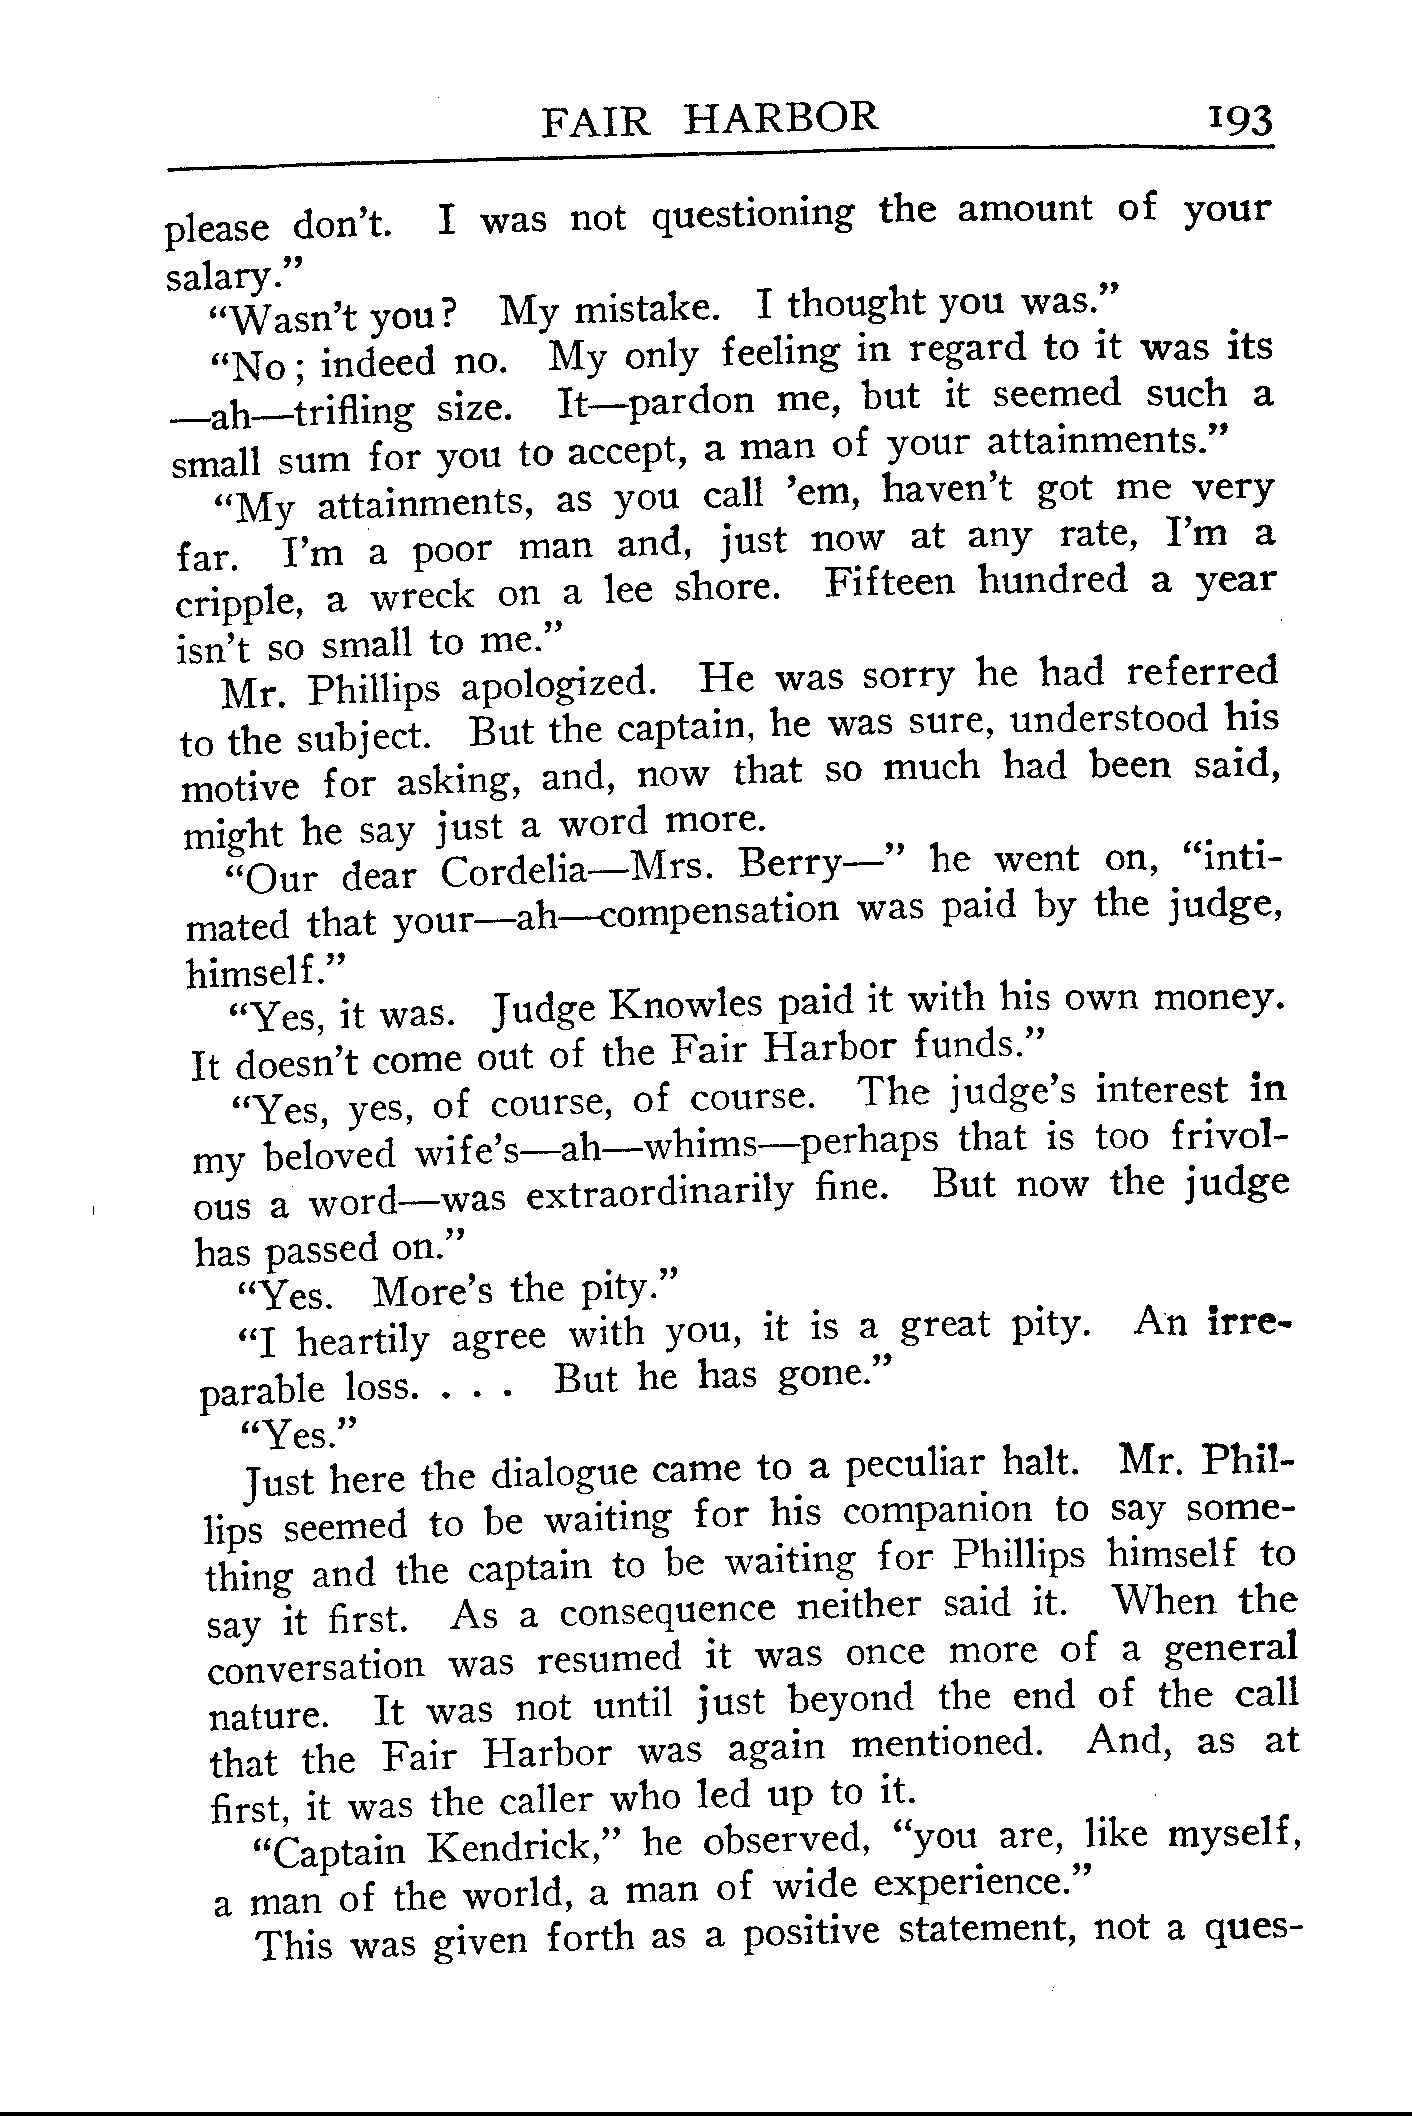 FAIR HARBOR 193
please don't. I was not questioning the amount of your
salary."
"Wasn't you? My mistake. I thought you was."
"No; indeed no. My only feeling in regard to it was its
—ah—trifling size. It—pardon me, but it seemed such a
small sum for you to accept, a man of your attainments."
"My attainments, as you call 'em, haven't got me very
far. I'm a poor man and, just now at any rate, I'm a
cripple, a wreck on a lee shore. Fifteen hundred a year
isn't so small to me."
Mr. Phillips apologized. He was sorry he had referred
to the subject. But the captain, he was sure, understood his
motive for asking, and, now that so much had been said,
might he say just a word more.
"Our dear Cordelia—Mrs. Berry—" he went on, "inti-
mated that your—ah—compensation was paid by the judge,
himself."
"Yes, it was. Judge Knowles paid it with his own money.
It doesn't come out of the Fair Harbor funds."
"Yes, yes, of course, of course. The judge's interest in
my beloved wife's—ah—whims—perhaps that is too frivol-
ous a word—was extraordinarily fine. But now the judge
has passed on."
"Yes. More's the pity."
"I heartily agree with you, it is a great pity. An irre-
parable loss. . . . But he has gone."
"Yes."
Just here the dialogue came to a peculiar halt. Mr. Phil-
lips seemed to be waiting for his companion to say some-
thing and the captain to be waiting for Phillips himself to
say it first. As a consequence neither said it. When the
conversation was resumed it was once more of a general
nature. It was not until just beyond the end of the call
that the Fair Harbor was again mentioned. And, as at
first, it was the caller who led up to it.
"Captain Kendrick," he observed, "you are, like myself,
a man of the world, a man of wide experience."
This was given forth as a positive statement, not a ques-